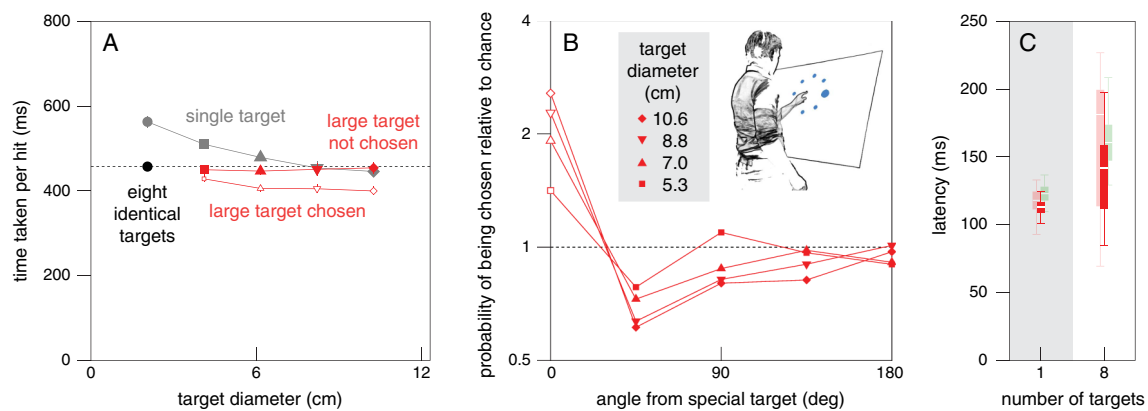 A
800
600
400
200
0
0
6
12
time taken per hit (ms)
target diameter (cm)
single target
large target
not chosen
eight
identical
targets
large target chosen
B
4
2
1
0.5
0
90
180
probability of being chosen relative to chance
angle from special target (deg)
target
diameter
(cm)
10.6
8.8
7.0
5.3
C
250
200
150
100
50
0
1
8
latency (ms)
number of targets